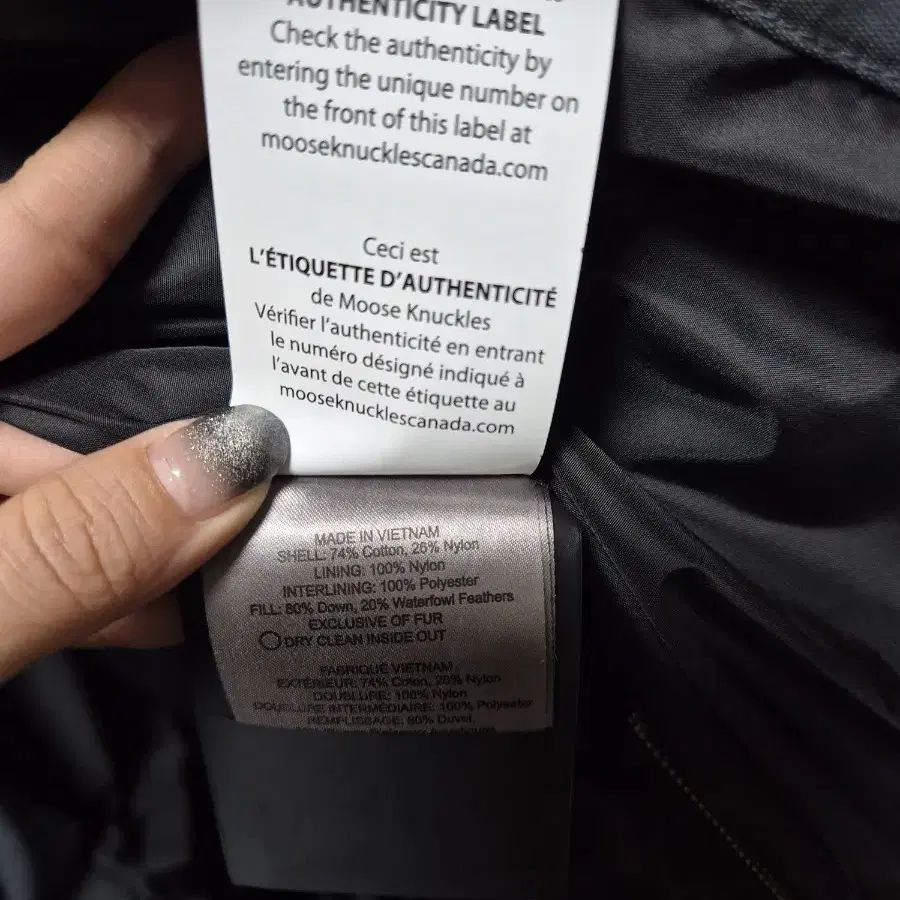 AUTHENTICITY LABEL
Check the authenticity by
entering the unique number on
the front of this label at
mooseknucklescanada.com
Ceci est
L'ÉTIQUETTE D'AUTHENTICITÉ
de Moose Knuckles
Vérifier l'authenticité en entrant
le numéro désigné indiqué à
l'avant de cette étiquette au
mooseknucklescanada.com
MADE IN VIETNAM
SHELL: 74% Cotton, 26% Nylon
LINING: 100% Nylon
INTERLINING: 100% Polyester
FILL: 80% Down, 20% Waterfowl Feathers
EXCLUSIVE OF FUR
DRY CLEAN INSIDE OUT
FABRIQUÉ VIETNAM
EXTÉRIEUR: 74% Coton, 26% Nylon
DOUBLURE: 100% Nylon
DOUBLURE INTERMÉDIAIRE: 100% Polyester
REMPLISSAGE: 80% Duvet,